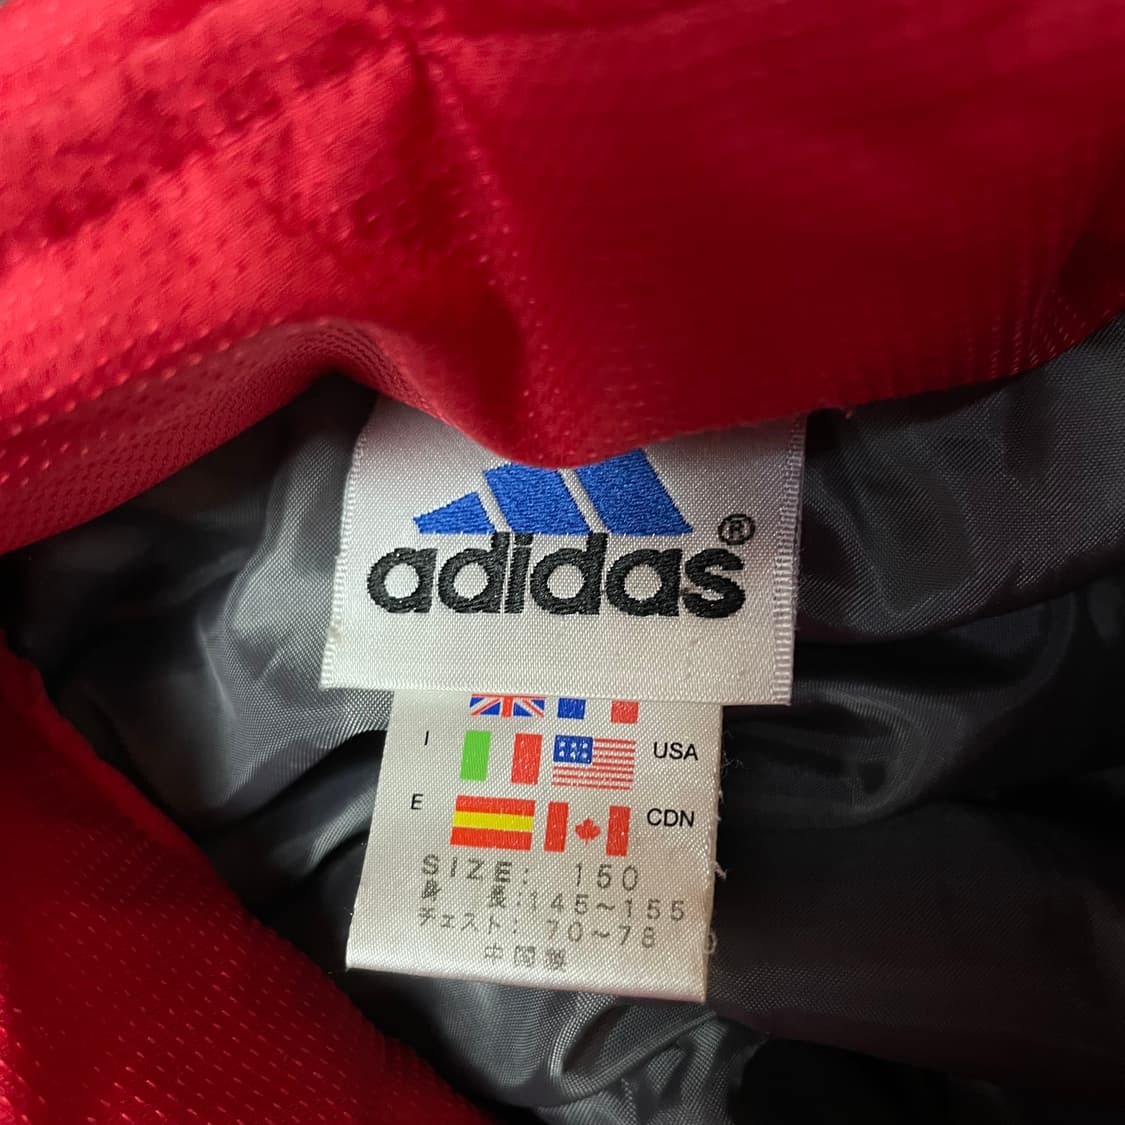 adidas®
I USA
E CDN
SIZE: 150
身 長:145~155
チェスト: 70~78
中国製